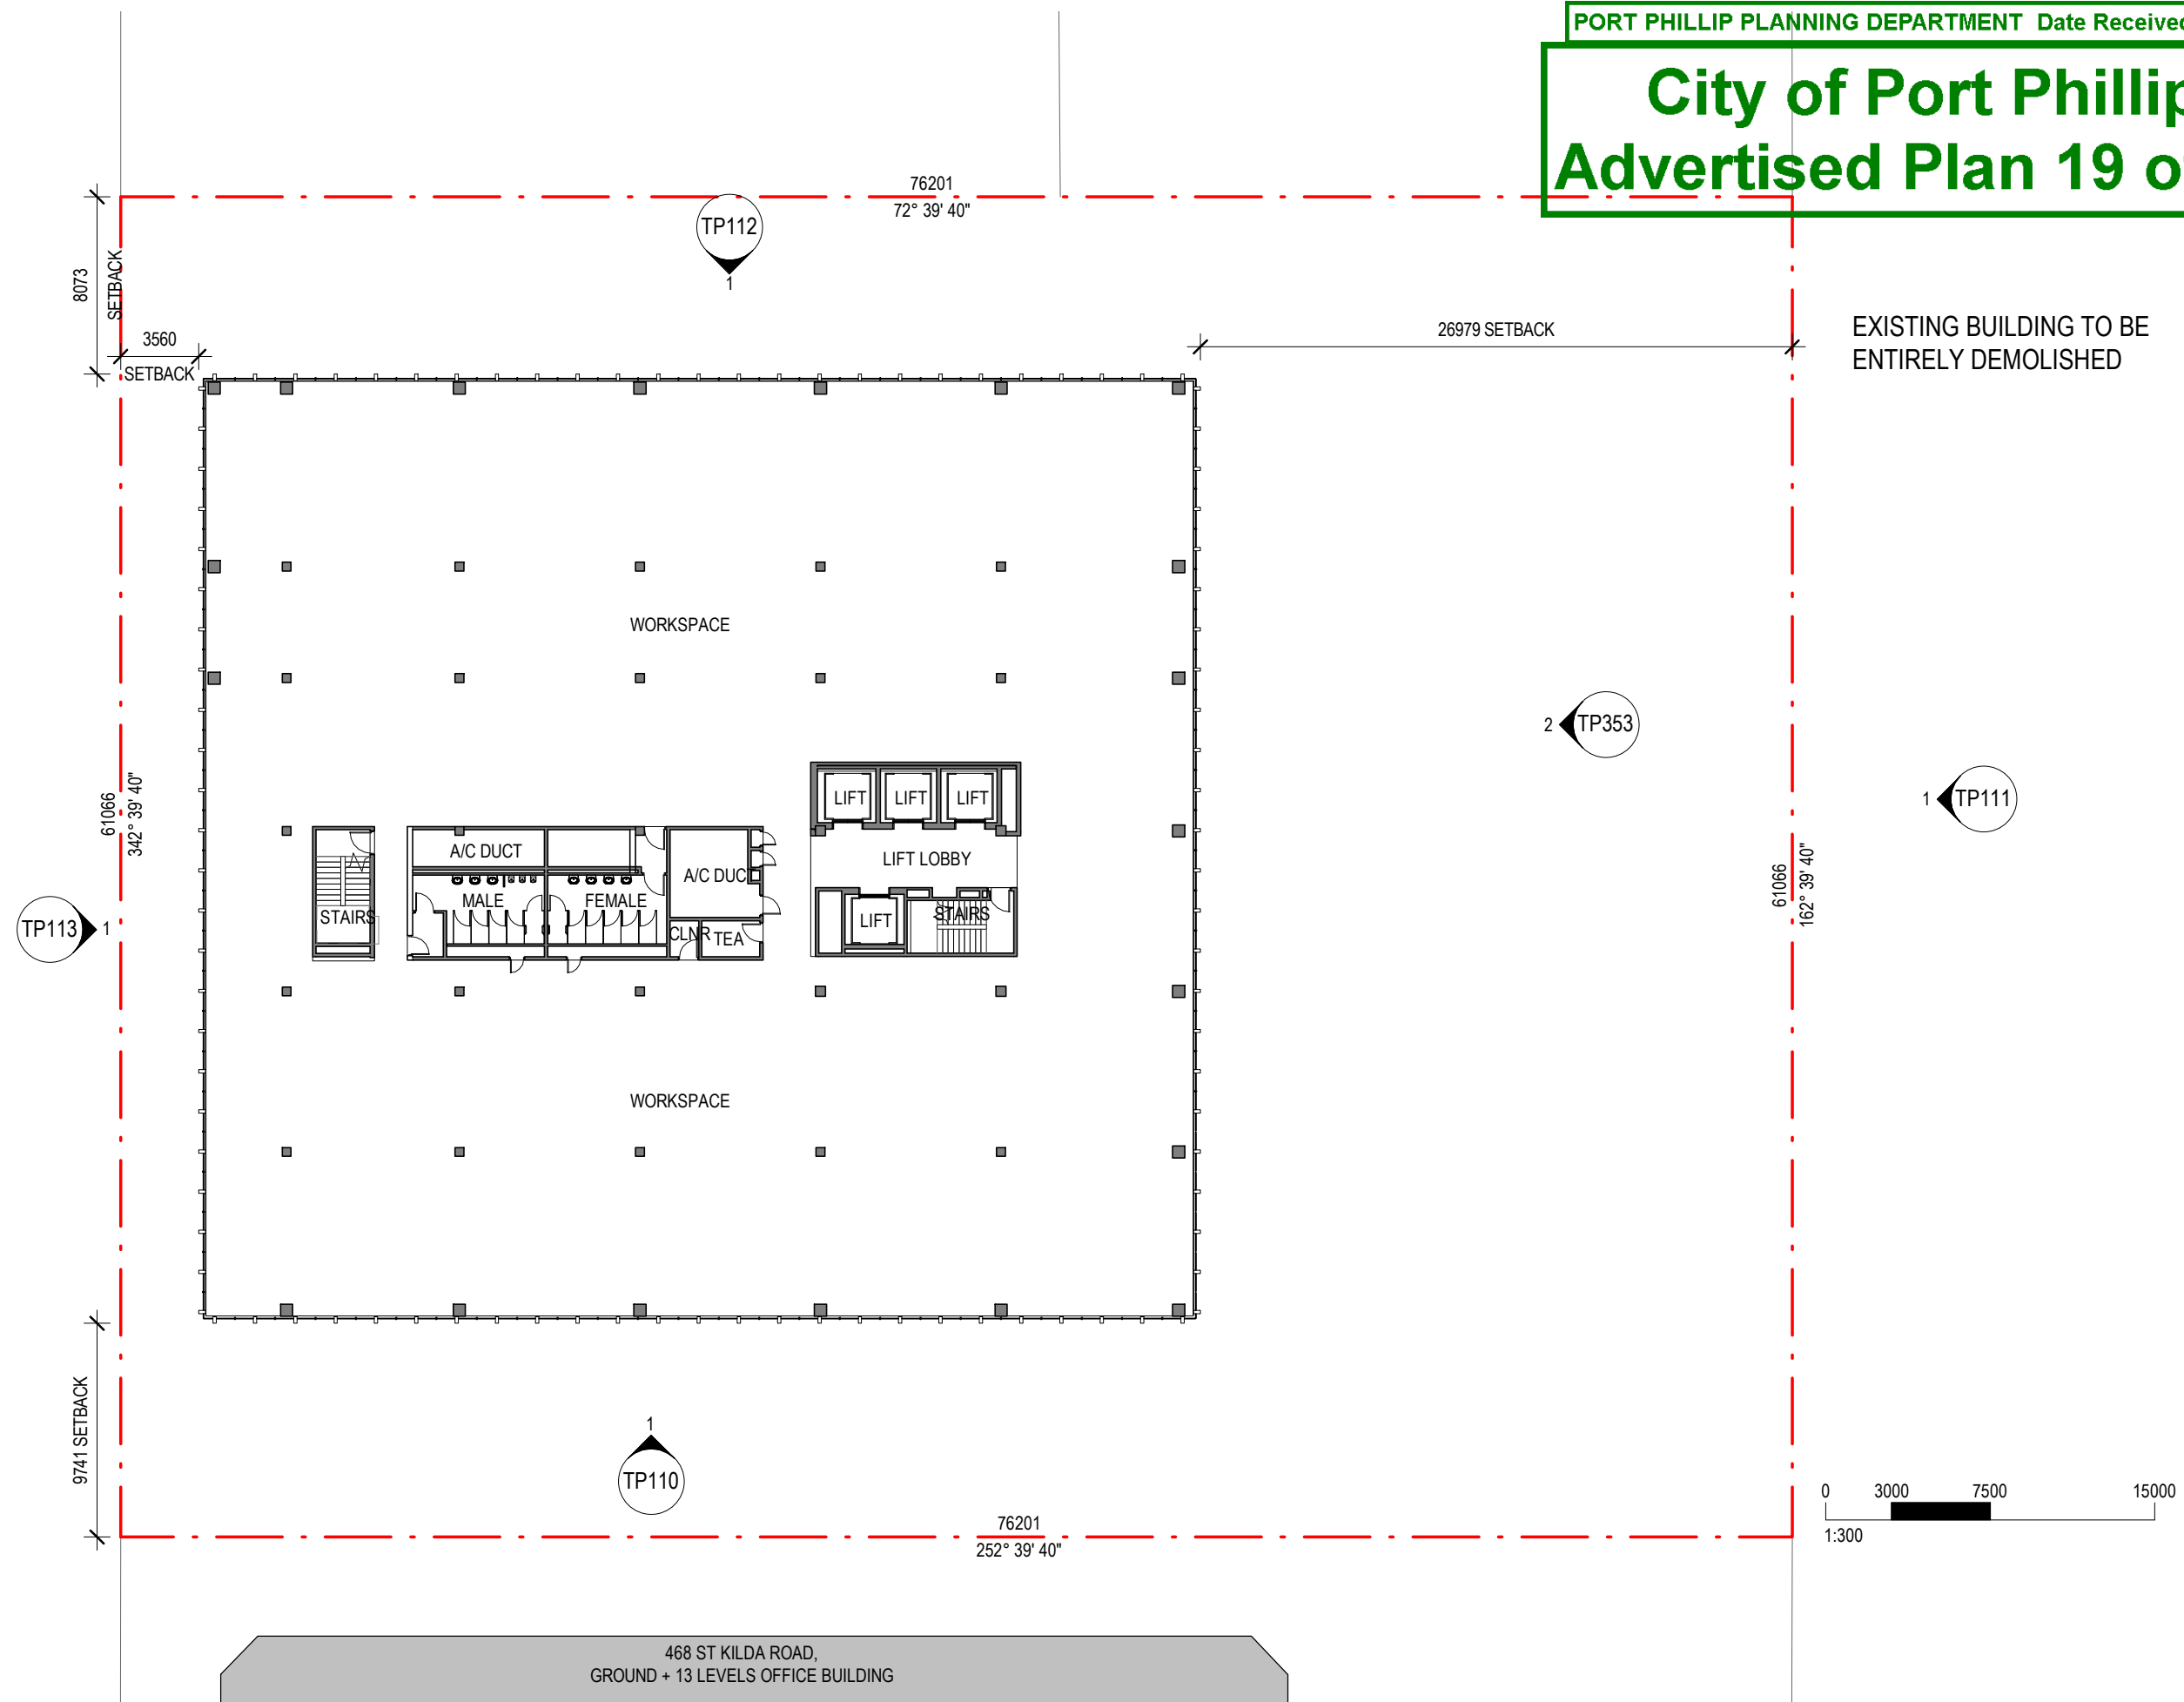 PORT PHILLIP PLANNING DEPARTMENT Date Received
City of Port Phillip
Advertised Plan 19 o
76201
72° 39' 40"
TP112
1
8073
SETBACK
3560
SETBACK
26979 SETBACK
EXISTING BUILDING TO BE
ENTIRELY DEMOLISHED
WORKSPACE
2
TP353
1
TP111
61066
342° 39' 40"
LIFT
LIFT
LIFT
LIFT LOBBY
A/C DUCT
A/C DUC
MALE
FEMALE
STAIRS
CLNR
TEA
LIFT
STAIRS
61066
162° 39' 40"
TP113
1
WORKSPACE
9741 SETBACK
1
TP110
76201
252° 39' 40"
0
3000
7500
15000
1:300
468 ST KILDA ROAD,
GROUND + 13 LEVELS OFFICE BUILDING